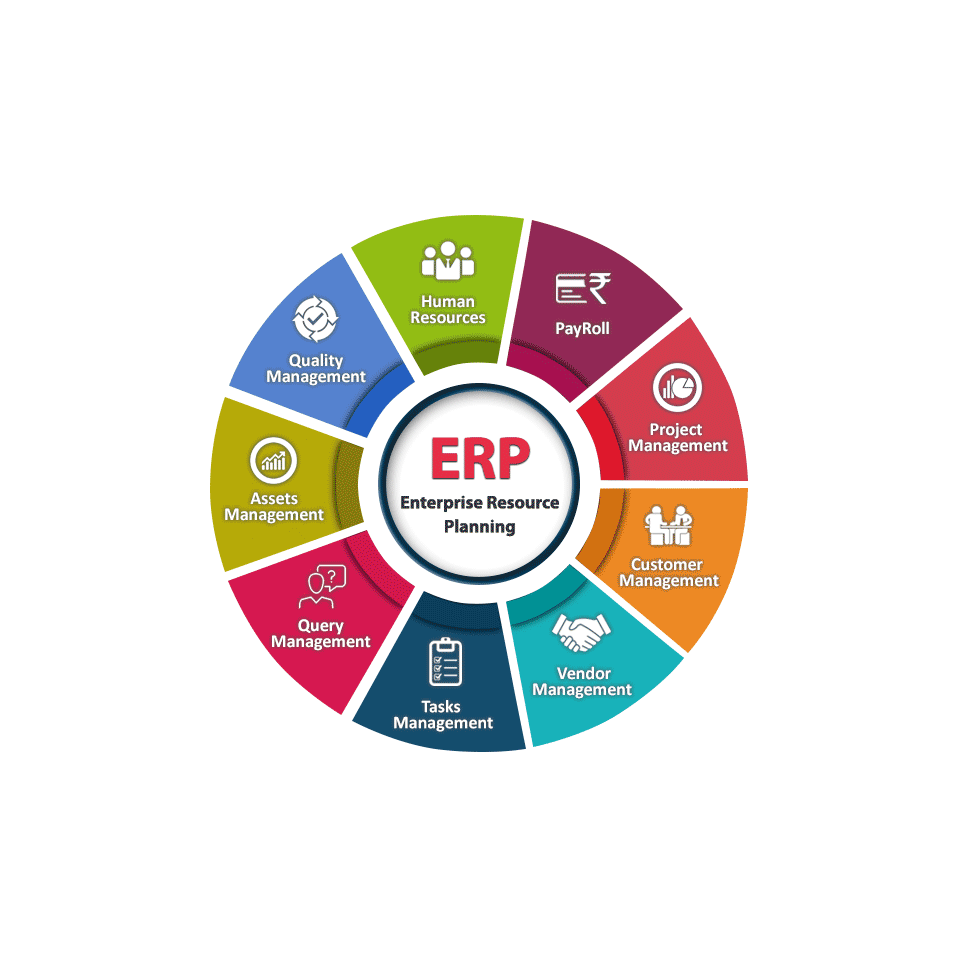 ERP
Enterprise Resource
Planning
Human
Resources
PayRoll
Project
Management
Customer
Management
Vendor
Management
Tasks
Management
Query
Management
Assets
Management
Quality
Management